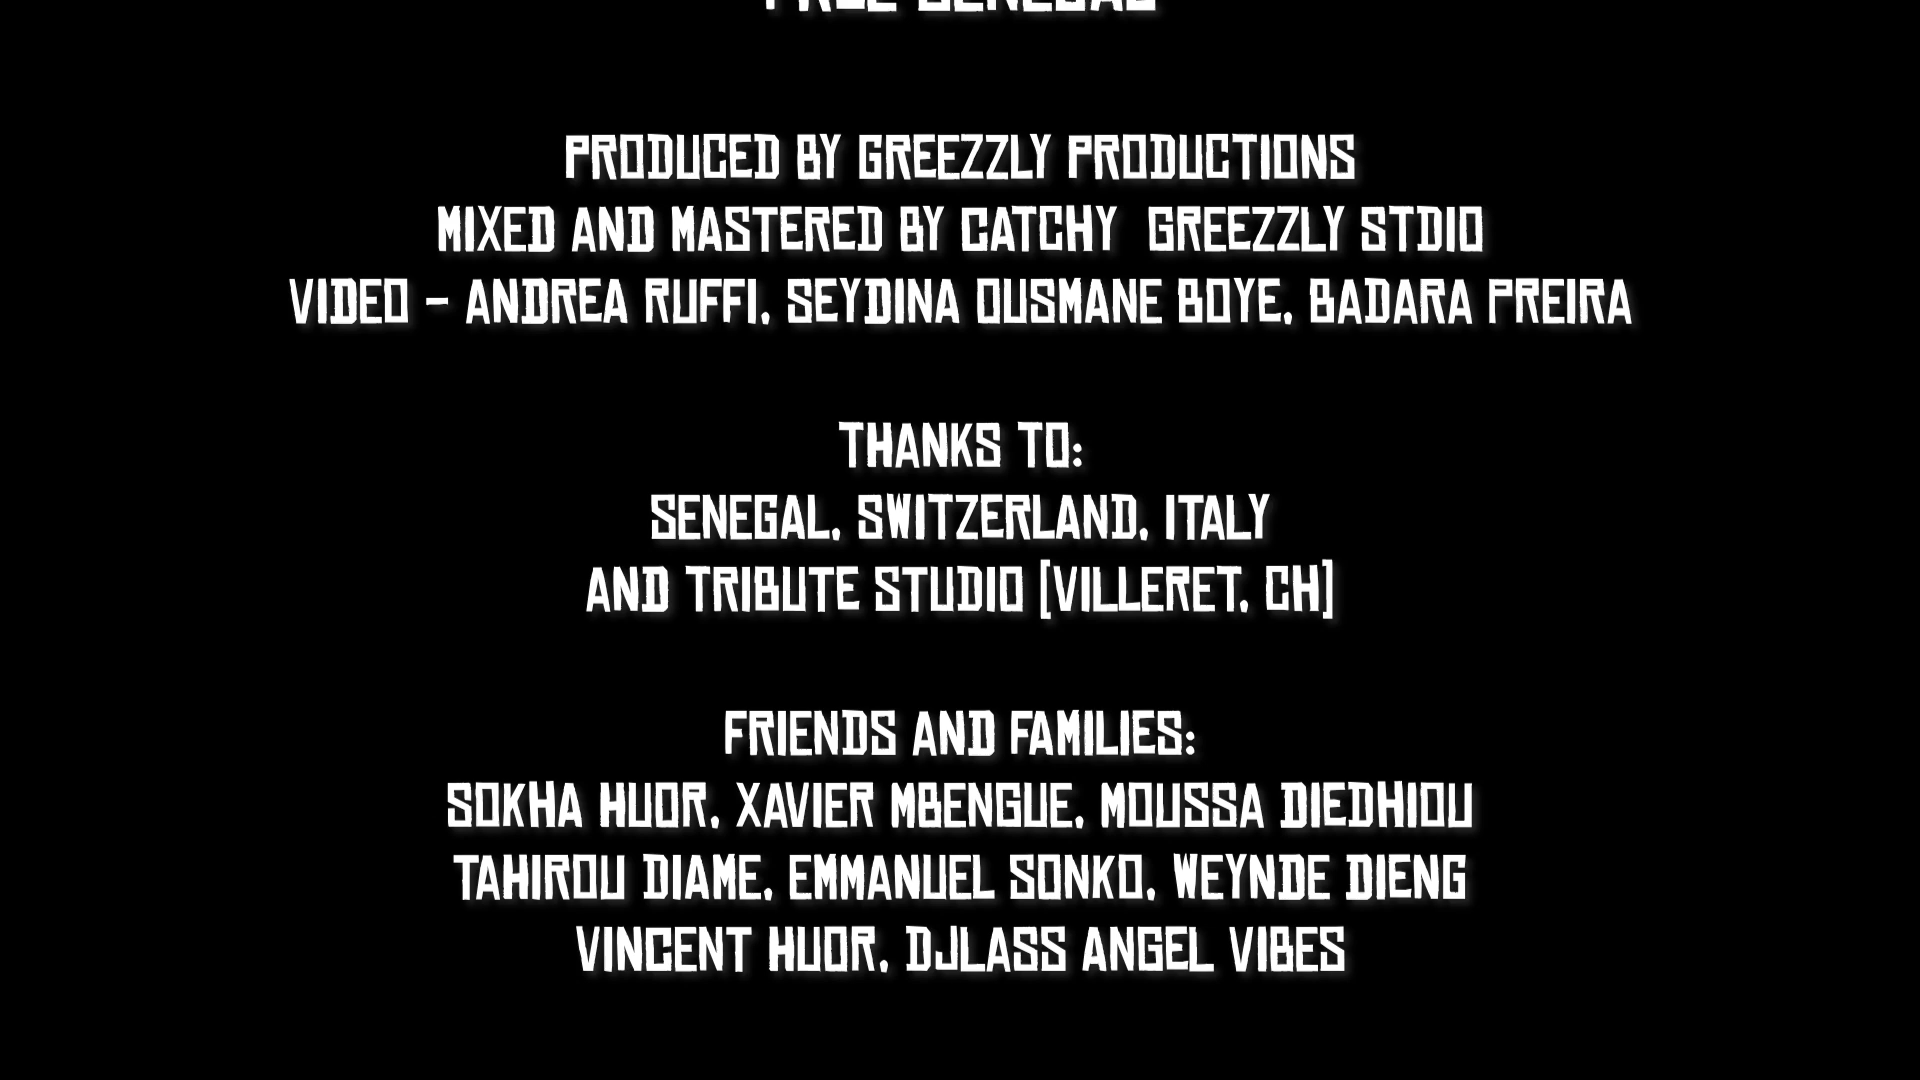 SENEGAL
PRODUCED BY GREEZZLY PRODUCTIONS
MIXED AND MASTERED BY CATCHY GREEZZLY STDIO
VIDEO - ANDREA RUFFI, SEYDINA OUSMANE BOYE, BADARA PREIRA
THANKS TO:
SENEGAL, SWITZERLAND, ITALY
AND TRIBUTE STUDIO [VILLERET, CH]
FRIENDS AND FAMILIES:
SOKHA HUOR, XAVIER MBENGUE, MOUSSA DIEDHIOU
TAHIROU DIAME, EMMANUEL SONKO, WEYNDE DIENG
VINCENT HUOR, DJLASS ANGEL VIBES